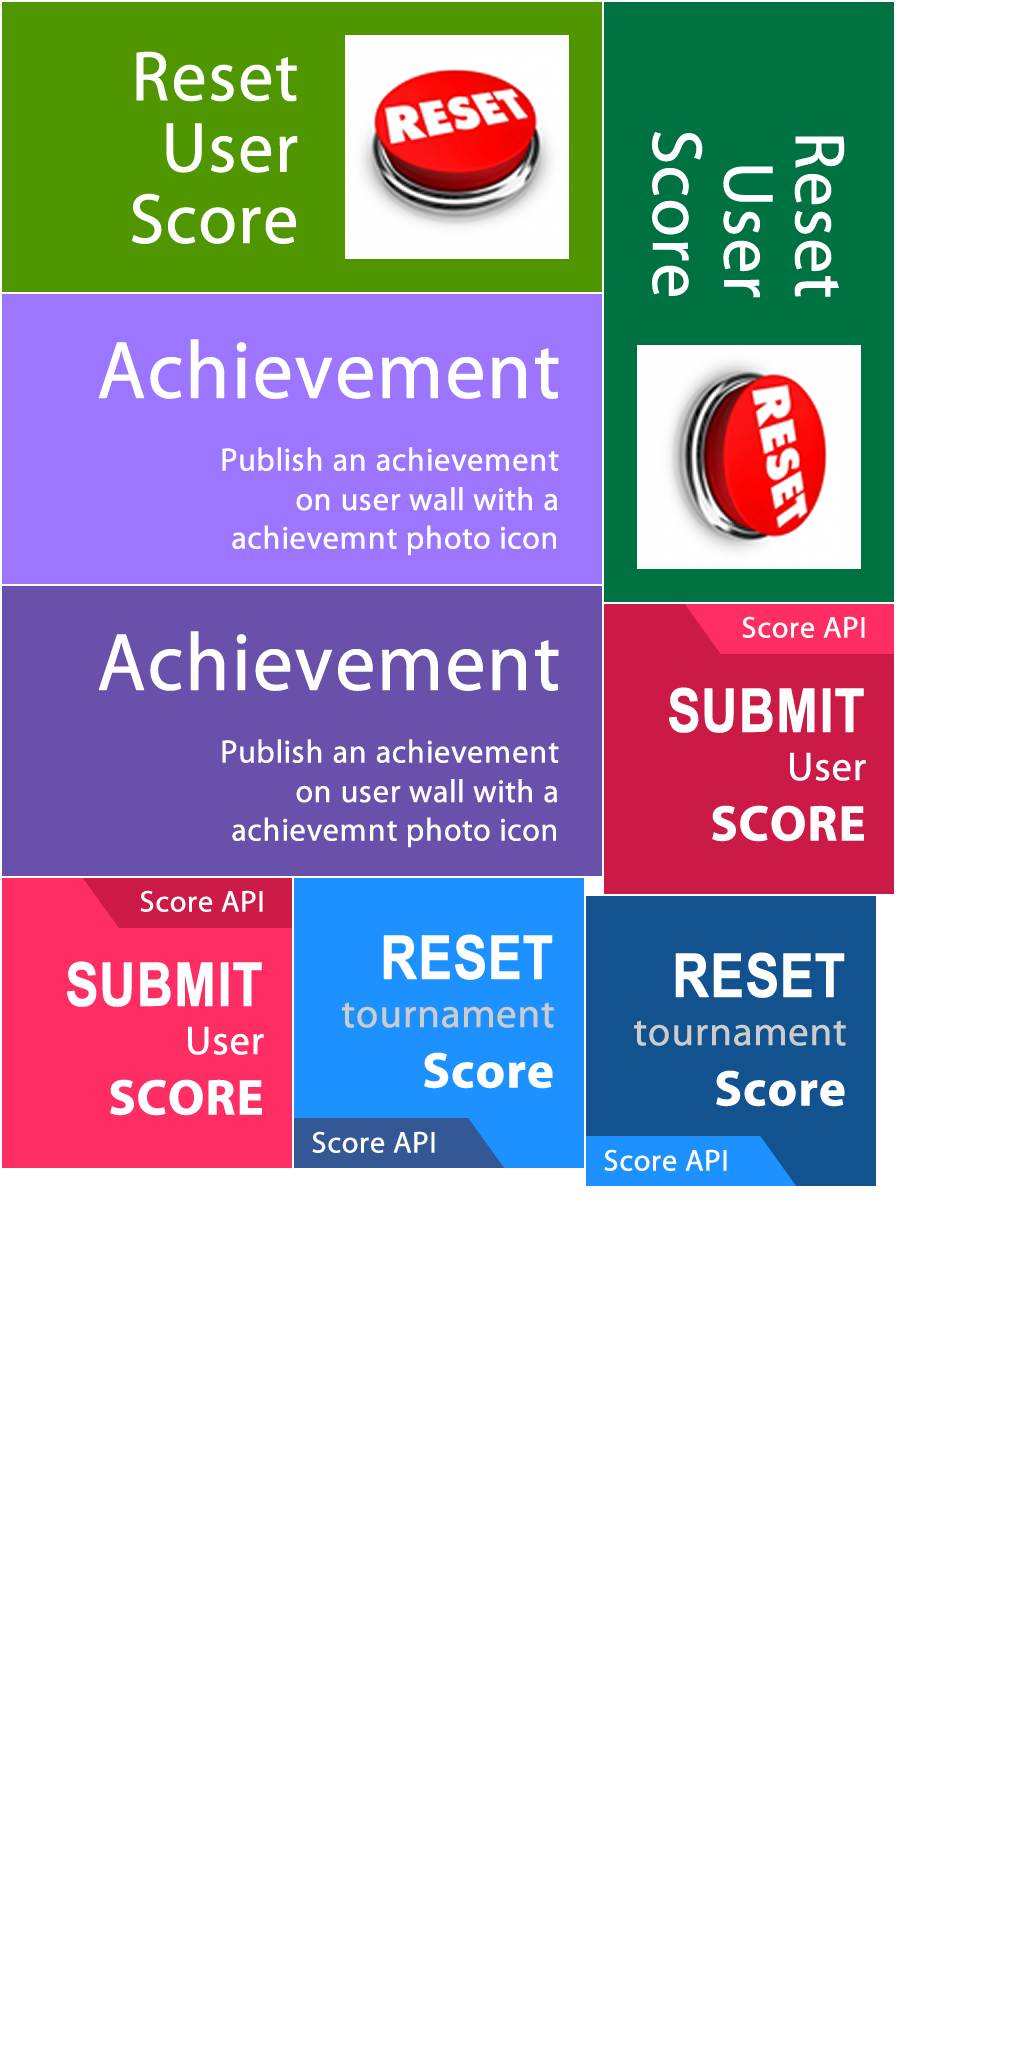 Reset
User
Score
RESET
Reset
User
Score
RESET
Achievement
Publish an achievement
on user wall with a
achievemnt photo icon
Achievement
Publish an achievement
on user wall with a
achievemnt photo icon
Score API
SUBMIT
User
SCORE
Score API
SUBMIT
User
SCORE
RESET
tournament
Score
Score API
RESET
tournament
Score
Score API